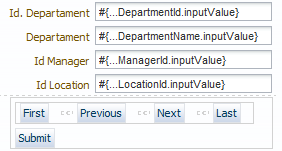 Id. Departament #{...DepartmentId.inputValue}
Departament #{...DepartmentName.inputValue}
Id Manager #{...ManagerId.inputValue}
Id Location #{...LocationId.inputValue}
First Previous Next Last
Submit